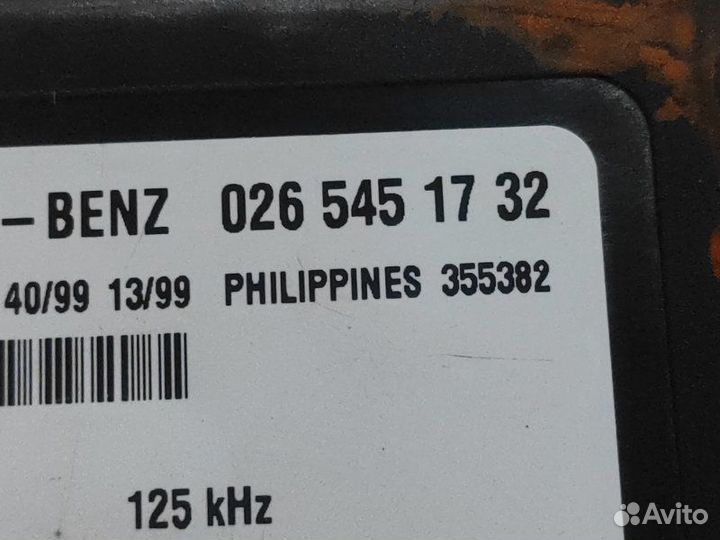 –BENZ 026 545 17 32
40/99 13/99 PHILIPPINES 355382
125 kHz
Avito